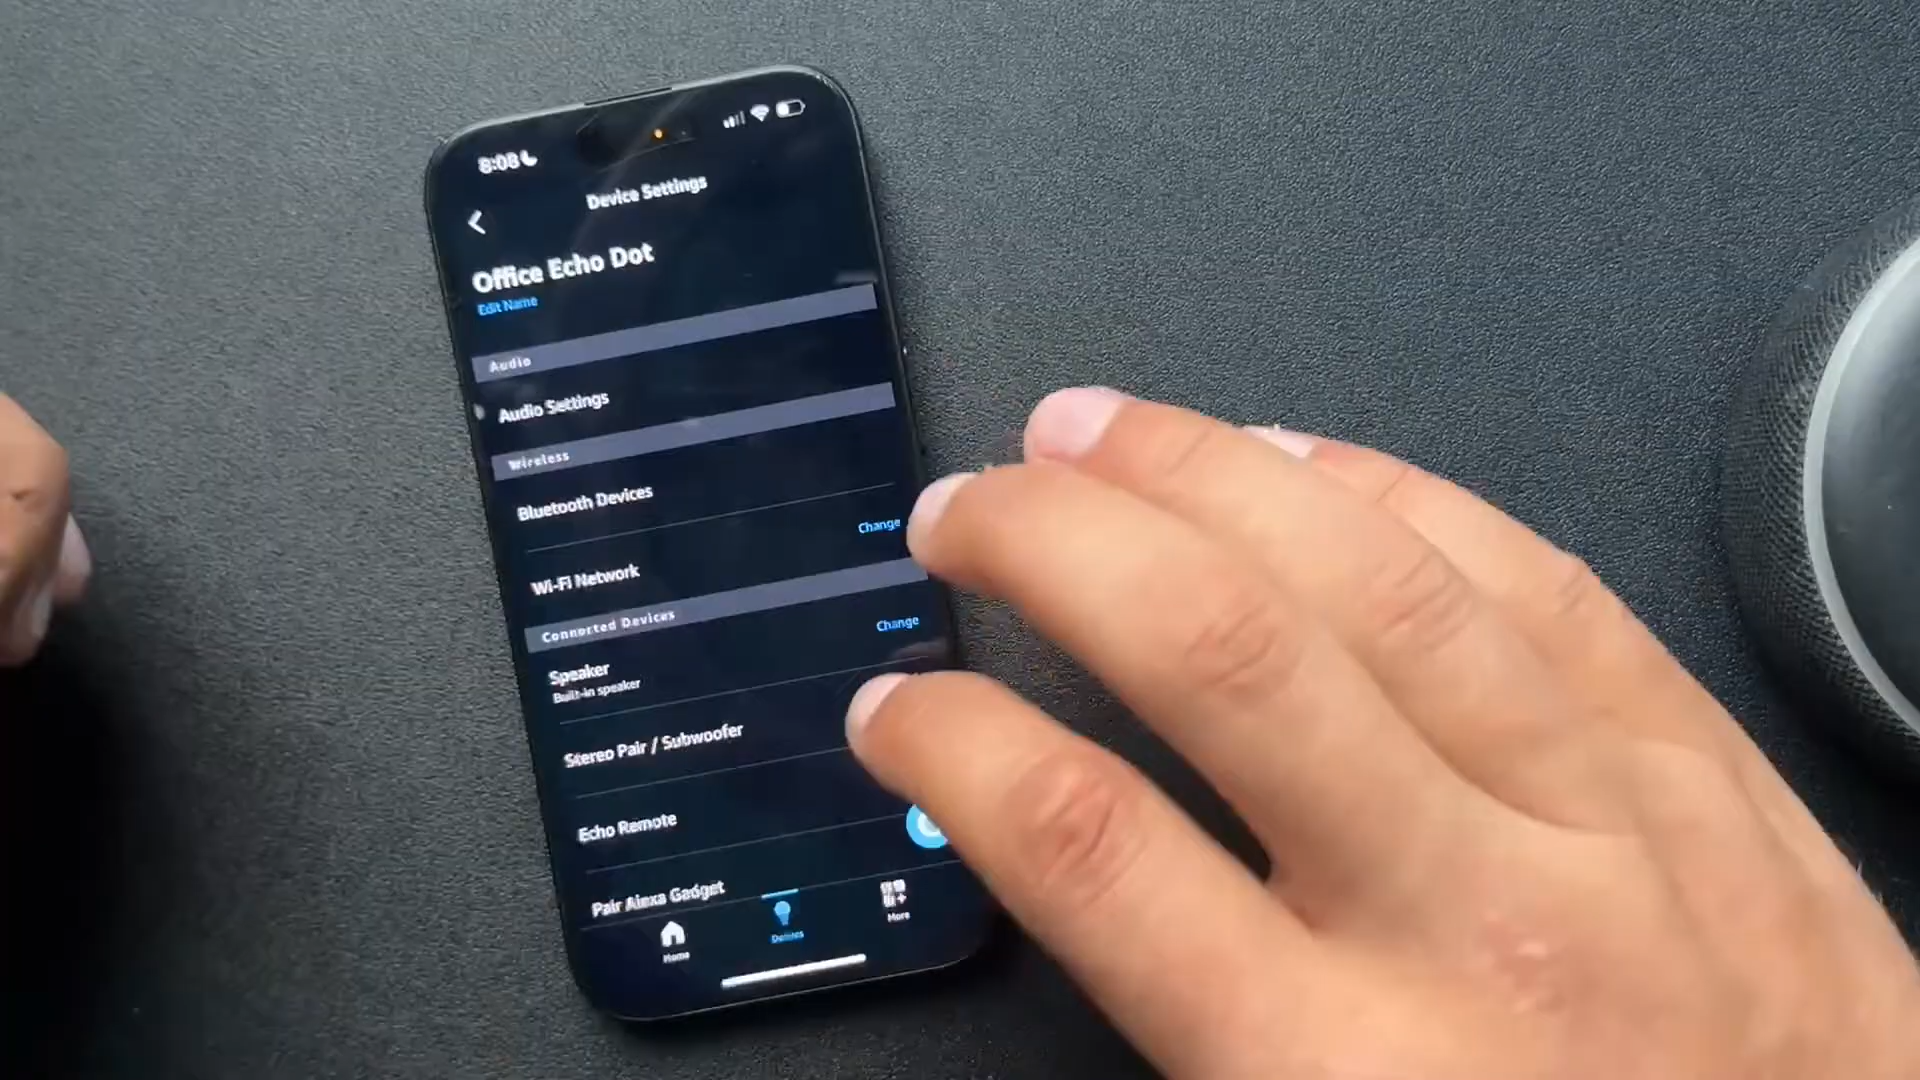 8:08
Device Settings
Office Echo Dot
Edit Name
Audio
Audio Settings
Wireless
Bluetooth Devices
Change
Wi-Fi Network
Connected Devices
Change
Speaker
Built-in speaker
Stereo Pair / Subwoofer
Echo Remote
Pair Alexa Gadget
Home
Devices
More